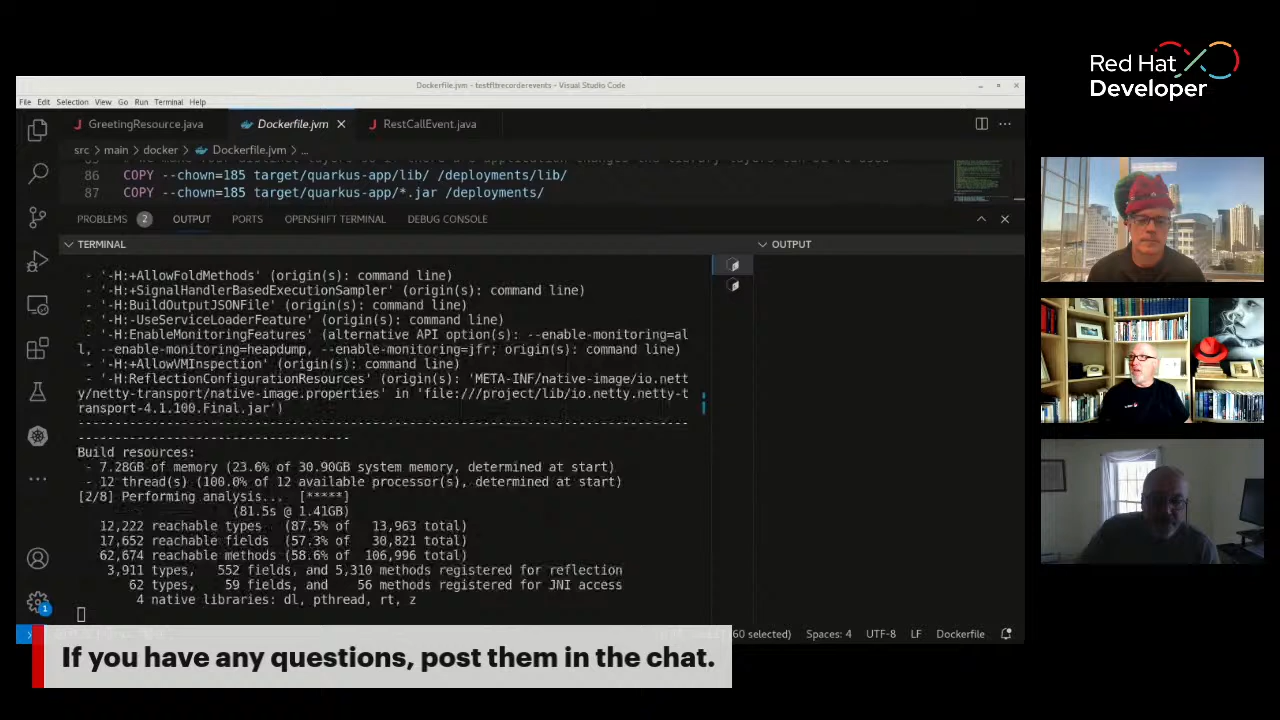 Red Hat
Developer
Dockerfile.jvm - testfltrecorderevents - Visual Studio Code
File Edit Selection View Go Run Terminal Help
GreetingResource.java
Dockerfile.jvm
RestCallEvent.java
src > main > docker > Dockerfile.jvm > ...
86 COPY --chown=185 target/quarkus-app/lib/ /deployments/lib/
87 COPY --chown=185 target/quarkus-app/*.jar /deployments/
PROBLEMS 2 OUTPUT PORTS OPENSHIFT TERMINAL DEBUG CONSOLE
TERMINAL
OUTPUT
- '-H:+AllowFoldMethods' (origin(s): command line)
- '-H:+SignalHandlerBasedExecutionSampler' (origin(s): command line)
- '-H:BuildOutputJSONFile' (origin(s): command line)
- '-H:-UseServiceLoaderFeature' (origin(s): command line)
- '-H:EnableMonitoringFeatures' (alternative API option(s): --enable-monitoring=al
l, --enable-monitoring=heapdump, --enable-monitoring=jfr; origin(s): command line)
- '-H:+AllowVMInspection' (origin(s): command line)
- '-H:ReflectionConfigurationResources' (origin(s): 'META-INF/native-image/io.nett
y/netty-transport/native-image.properties' in 'file:///project/lib/io.netty.netty-t
ransport-4.1.100.Final.jar')
Build resources:
- 7.28GB of memory (23.6% of 30.90GB system memory, determined at start)
- 12 thread(s) (100.0% of 12 available processor(s), determined at start)
[2/8] Performing analysis... [*****]
(81.5s @ 1.41GB)
12,222 reachable types (87.5% of 13,963 total)
17,652 reachable fields (57.3% of 30,821 total)
62,674 reachable methods (58.6% of 106,996 total)
3,911 types, 552 fields, and 5,310 methods registered for reflection
62 types, 59 fields, and 56 methods registered for JNI access
4 native libraries: dl, pthread, rt, z
1
60 selected) Spaces: 4 UTF-8 LF Dockerfile
If you have any questions, post them in the chat.